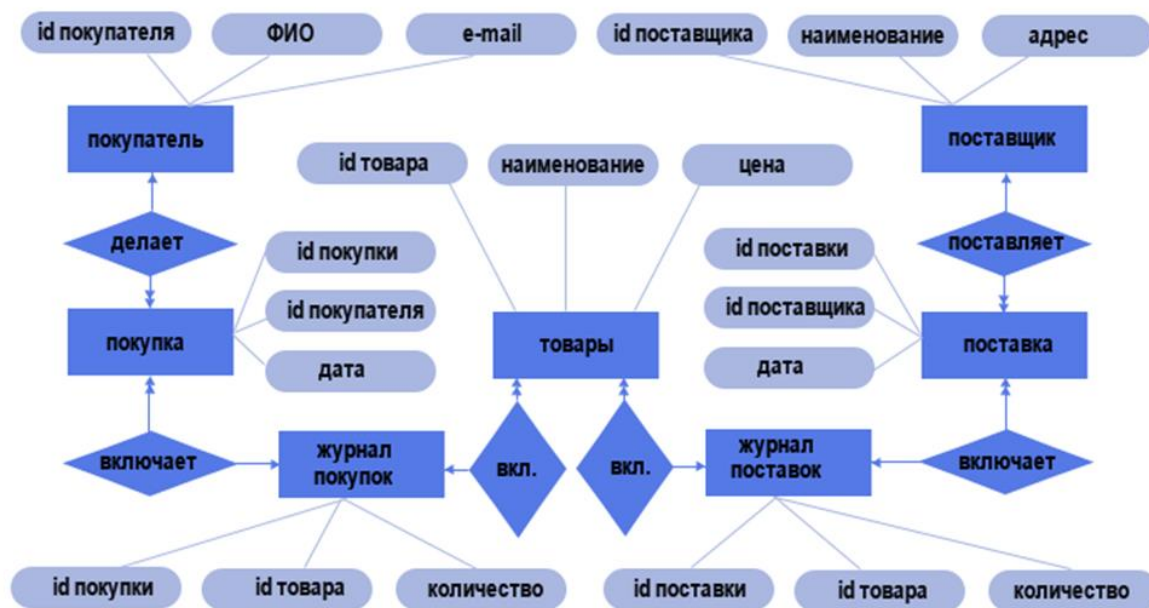 id покупателя
ФИО
e-mail
id поставщика
наименование
адрес
покупатель
поставщик
id товара
наименование
цена
делает
id покупки
id поставки
поставляет
id покупателя
id поставщика
покупка
товары
поставка
дата
дата
включает
журнал
покупок
вкл.
вкл.
журнал
поставок
включает
id покупки
id товара
количество
id поставки
id товара
количество